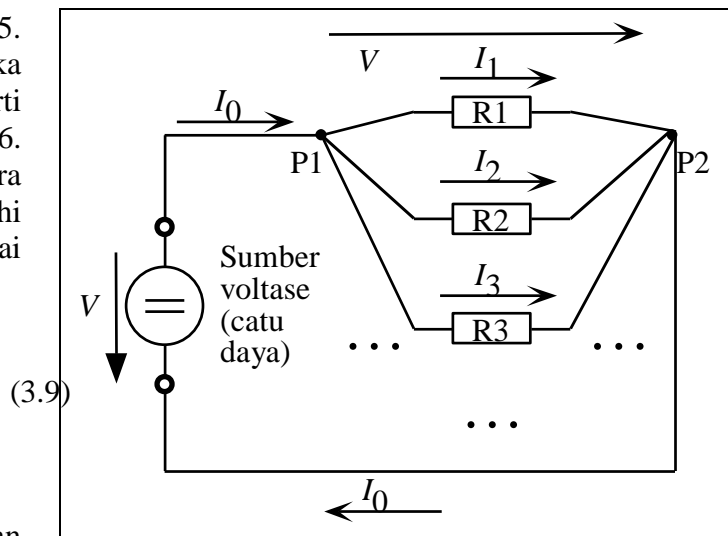 5.
ka
rti
6.
ra
hi
ai
(3.9)
V
I1
R1
I0
P1
P2
I2
R2
Sumber
voltase
(catu
daya)
V
I3
R3
...
...
...
I0